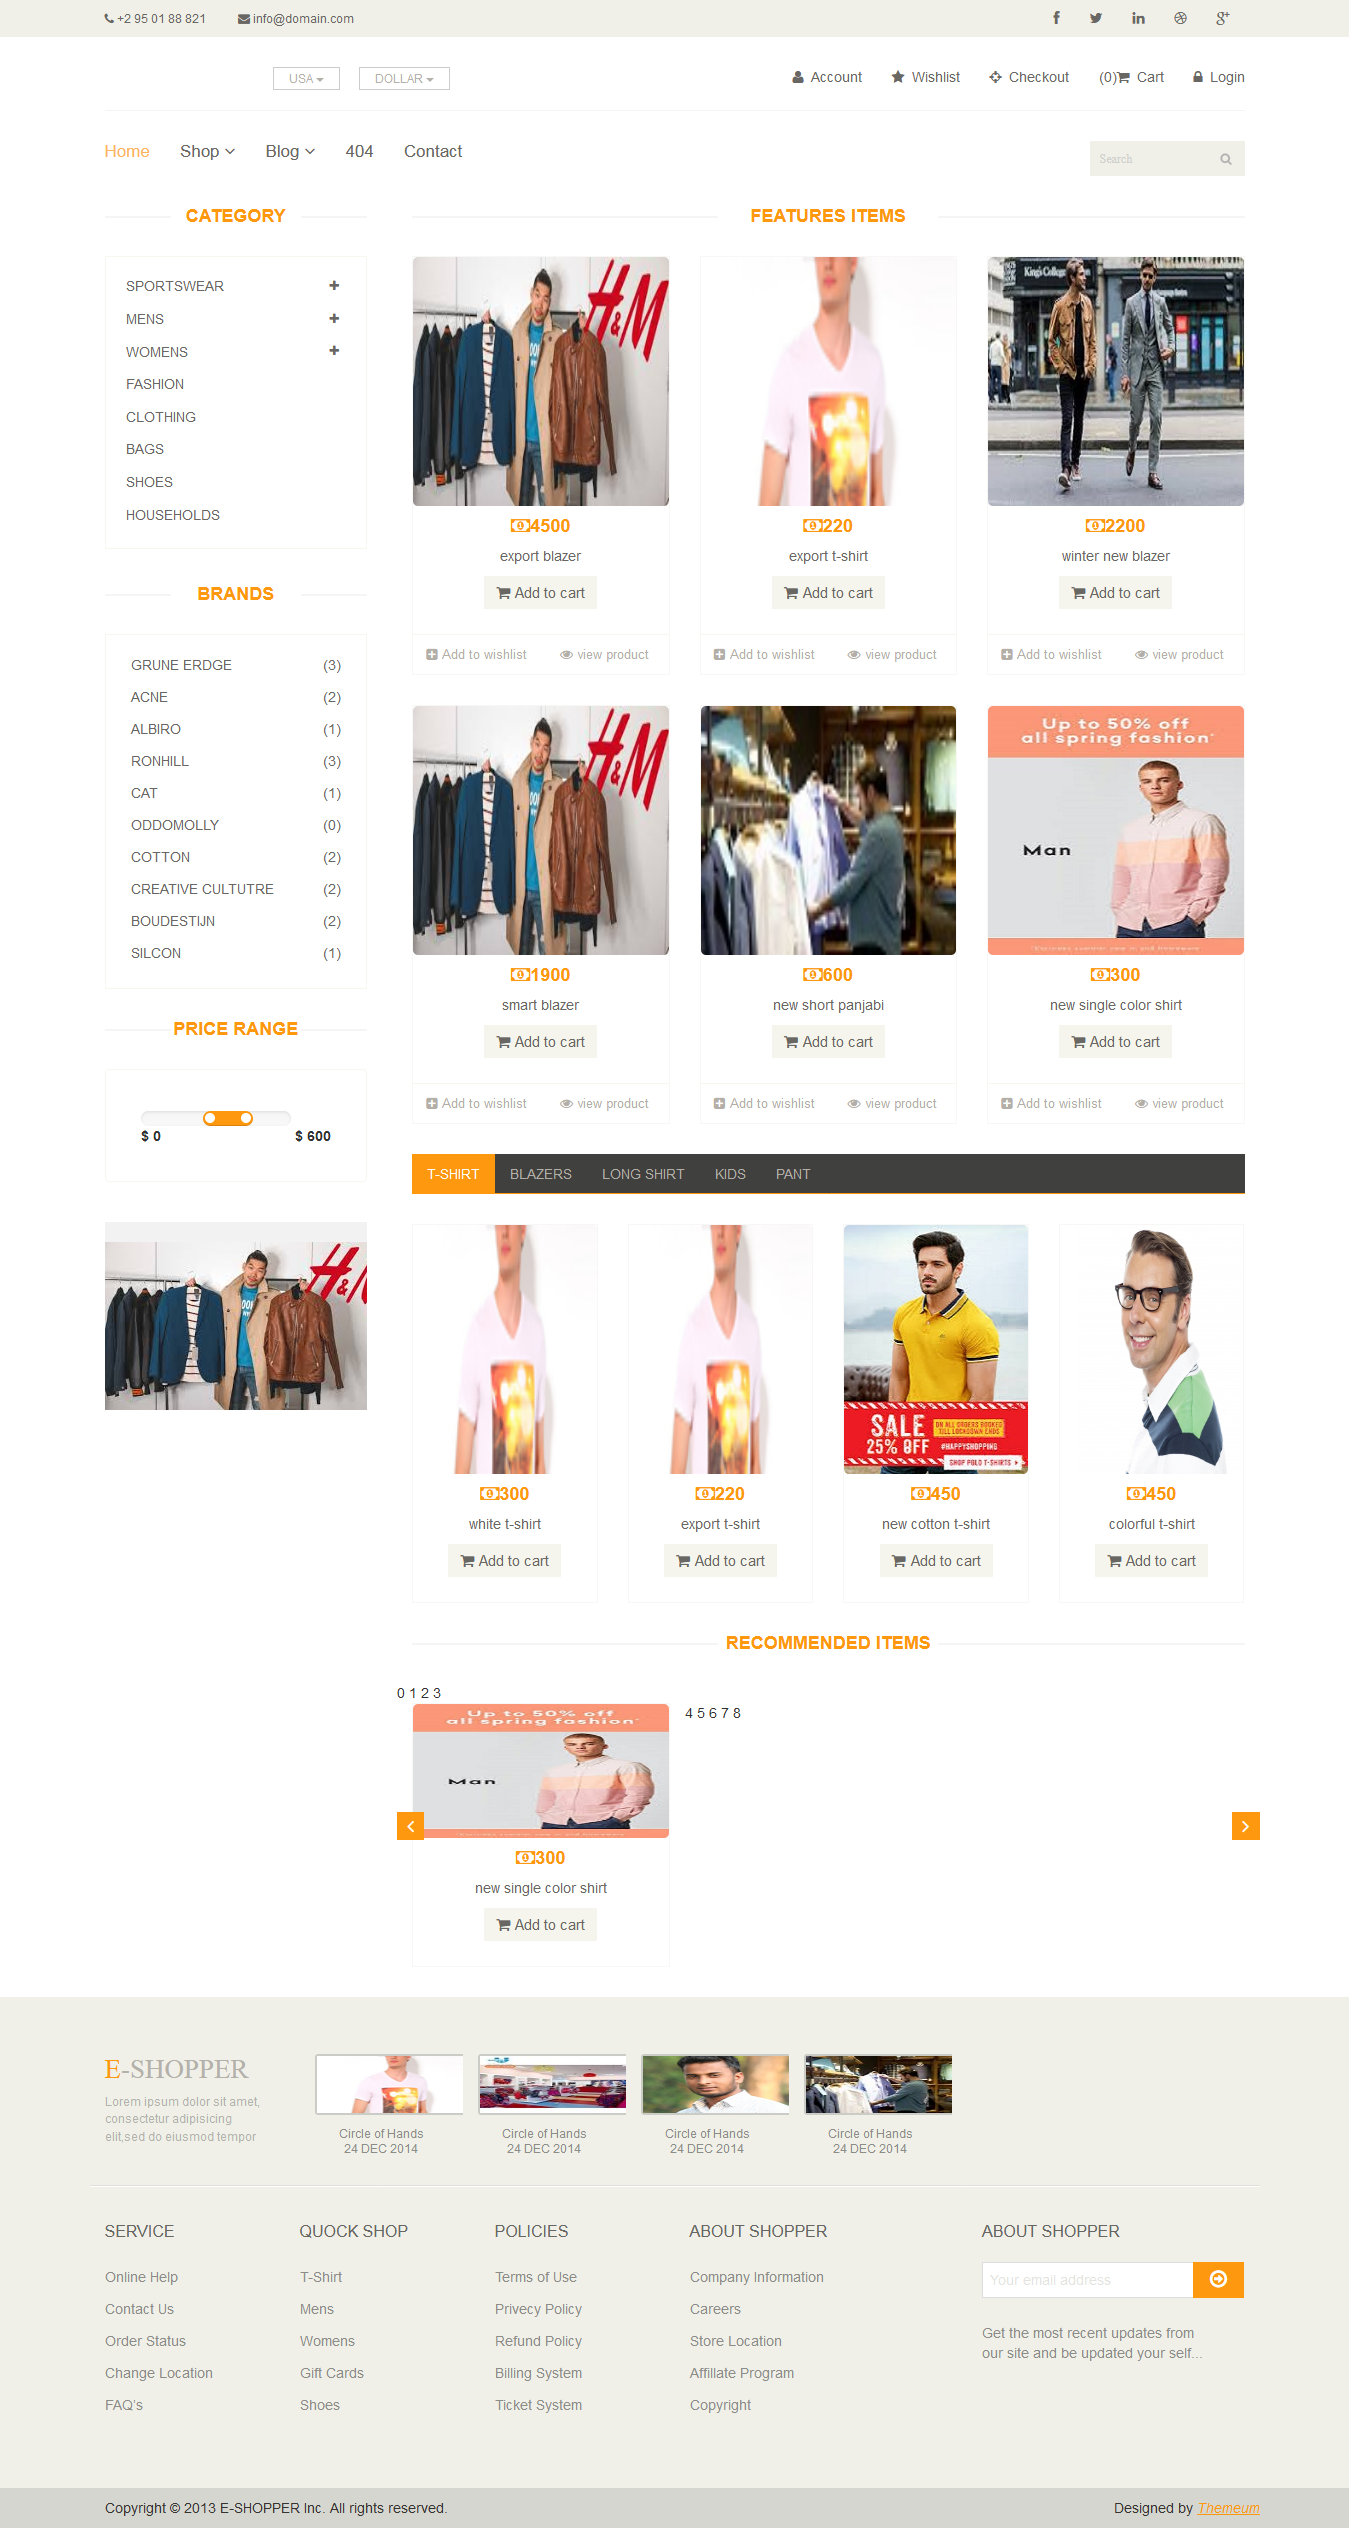 +2 95 01 88 821 info@domain.com
USA DOLLAR Account Wishlist Checkout (0) Cart Login
Home Shop Blog 404 Contact
Search
CATEGORY
SPORTSWEAR
MENS
WOMENS
FASHION
CLOTHING
BAGS
SHOES
HOUSEHOLDS
BRANDS
GRUNE ERDGE (3)
ACNE (2)
ALBIRO (1)
RONHILL (3)
CAT (1)
ODDOMOLLY (0)
COTTON (2)
CREATIVE CULTUTRE (2)
BOUDESTIJN (2)
SILCON (1)
PRICE RANGE
$ 0 $ 600
H&M
FEATURES ITEMS
H&M
King's College
4500 220 2200
export blazer export t-shirt winter new blazer
Add to cart Add to cart Add to cart
Add to wishlist view product Add to wishlist view product Add to wishlist view product
H&M
Up to 50% off
all spring fashion*
Man
1900 600 300
smart blazer new short panjabi new single color shirt
Add to cart Add to cart Add to cart
Add to wishlist view product Add to wishlist view product Add to wishlist view product
T-SHIRT BLAZERS LONG SHIRT KIDS PANT
SALE
25% OFF
ON ALL ORDERS BOOKED
TILL LOCKDOWN ENDS
#HAPPYSHOPPING
SHOP POLO T-SHIRTS
300 220 450 450
white t-shirt export t-shirt new cotton t-shirt colorful t-shirt
Add to cart Add to cart Add to cart Add to cart
RECOMMENDED ITEMS
0 1 2 3
4 5 6 7 8
Up to 50% off
all spring fashion*
Man
300
new single color shirt
Add to cart
E-SHOPPER
Lorem ipsum dolor sit amet,
consectetur adipisicing
elit,sed do eiusmod tempor
Circle of Hands Circle of Hands Circle of Hands Circle of Hands
24 DEC 2014 24 DEC 2014 24 DEC 2014 24 DEC 2014
SERVICE
Online Help
Contact Us
Order Status
Change Location
FAQ's
QUOCK SHOP
T-Shirt
Mens
Womens
Gift Cards
Shoes
POLICIES
Terms of Use
Privecy Policy
Refund Policy
Billing System
Ticket System
ABOUT SHOPPER
Company Information
Careers
Store Location
Affillate Program
Copyright
ABOUT SHOPPER
Your email address
Get the most recent updates from
our site and be updated your self...
Copyright © 2013 E-SHOPPER Inc. All rights reserved. Designed by Themeum